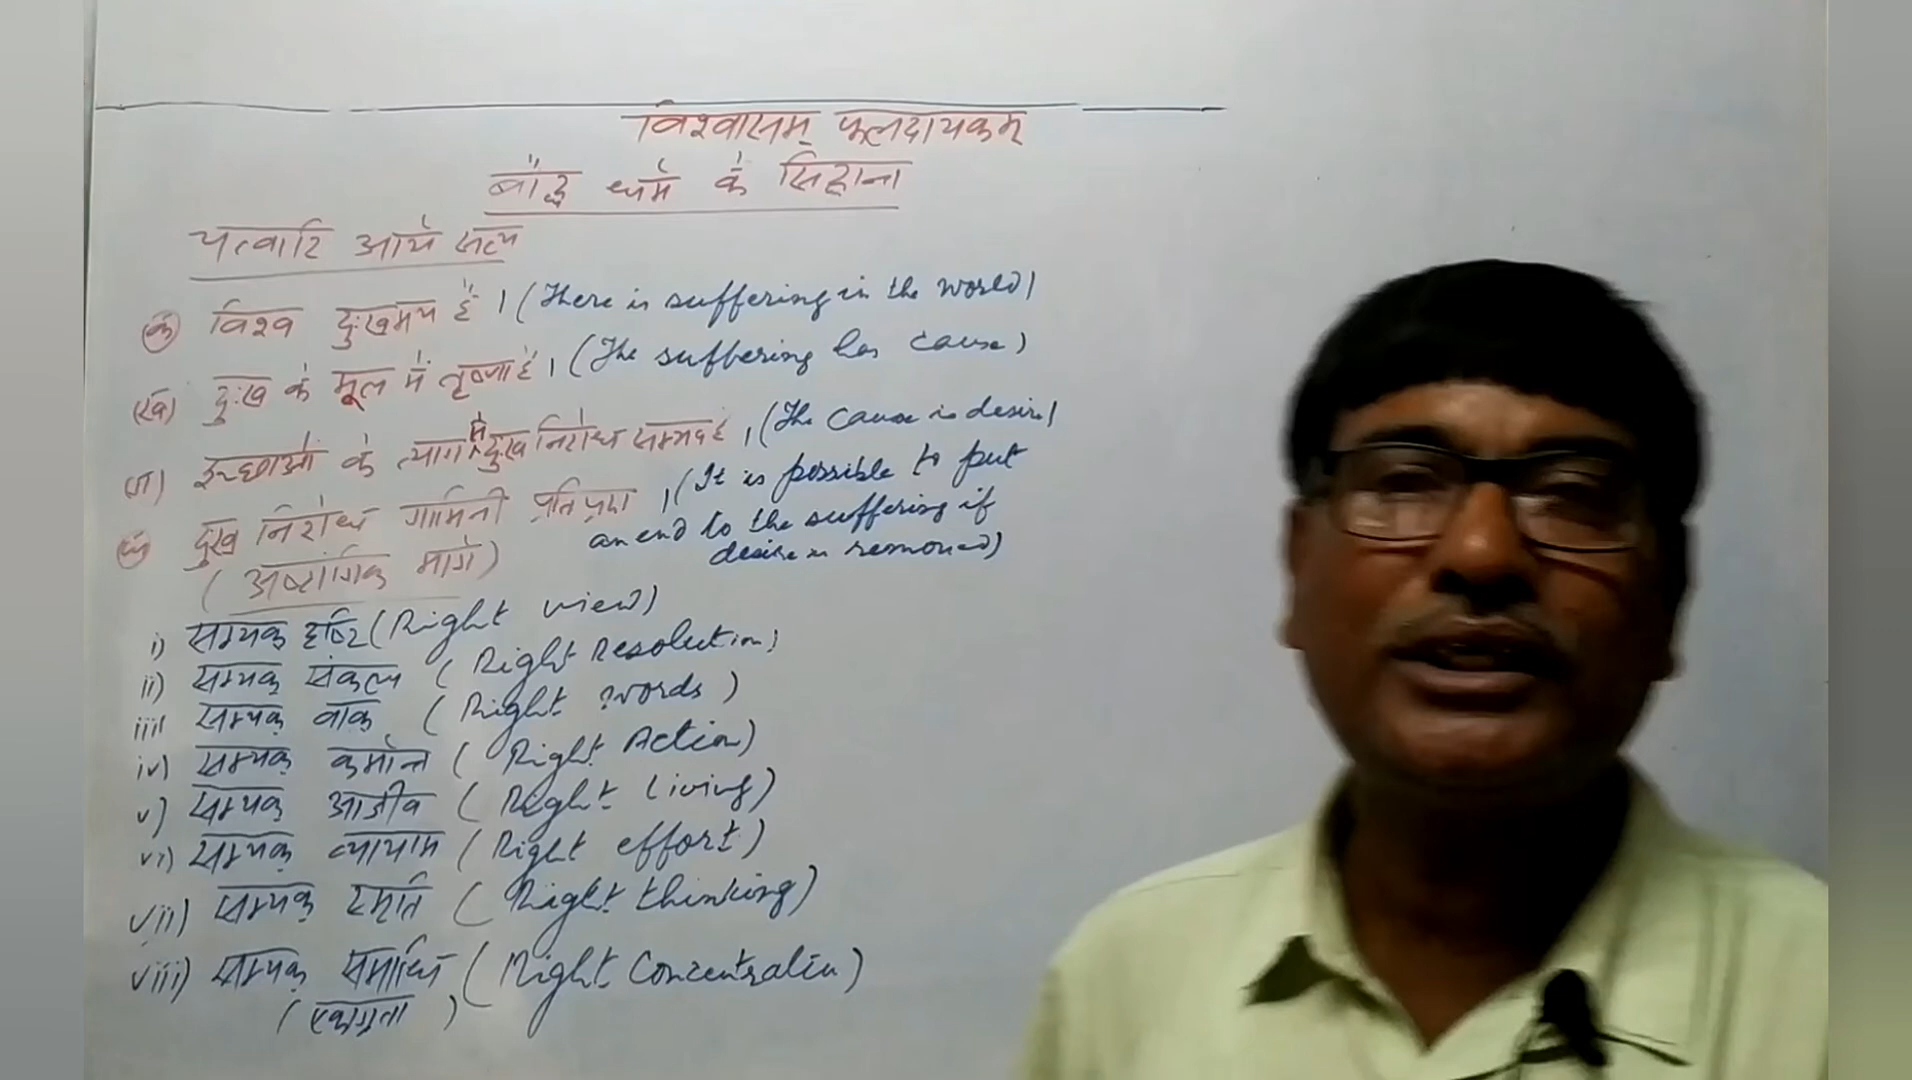 विश्वासम् फलदायकम्
बौद्ध धर्म के सिद्धान्त
चत्वारि आर्य सत्य
(क) विश्व दुःखमय है । (There is suffering in the world)
(ख) दुःख के मूल में तृष्णा है । (The suffering has cause)
(ग) इच्छाओं के त्याग से दुःख निरोध सम्भव है । (The cause is desire)
(घ) दुःख निरोध गामिनी प्रतिपदा । (It is possible to put
an end to the suffering if
desire is removed)
(अष्टांगिक मार्ग)
i) सम्यक् दृष्टि (Right view)
ii) सम्यक् संकल्प (Right Resolution)
iii) सम्यक् वाक् (Right words)
iv) सम्यक् कर्मान्त (Right Action)
v) सम्यक् आजीव (Right Living)
vi) सम्यक् व्यायाम (Right effort)
vii) सम्यक् स्मृति (Right thinking)
viii) सम्यक् समाधि (Right Concentration)
(एकाग्रता)